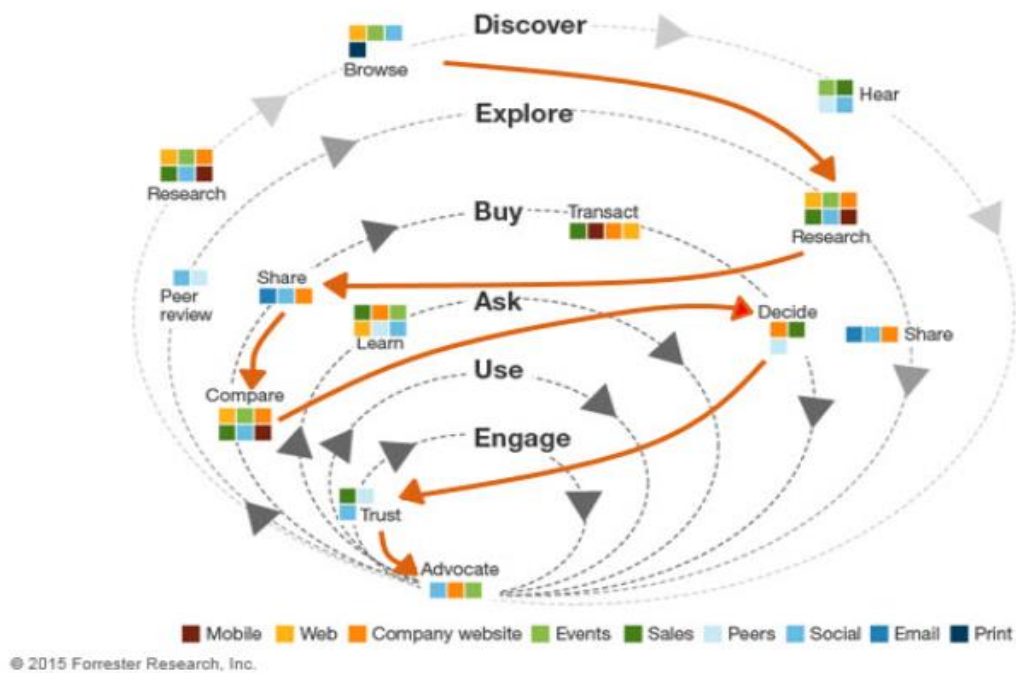 Discover
Browse
Hear
Explore
Research
Research
Buy
Transact
Share
Peer
review
Ask
Decide
Learn
Share
Use
Compare
Engage
Trust
Advocate
Mobile Web Company website Events Sales Peers Social Email Print
© 2015 Forrester Research, Inc.